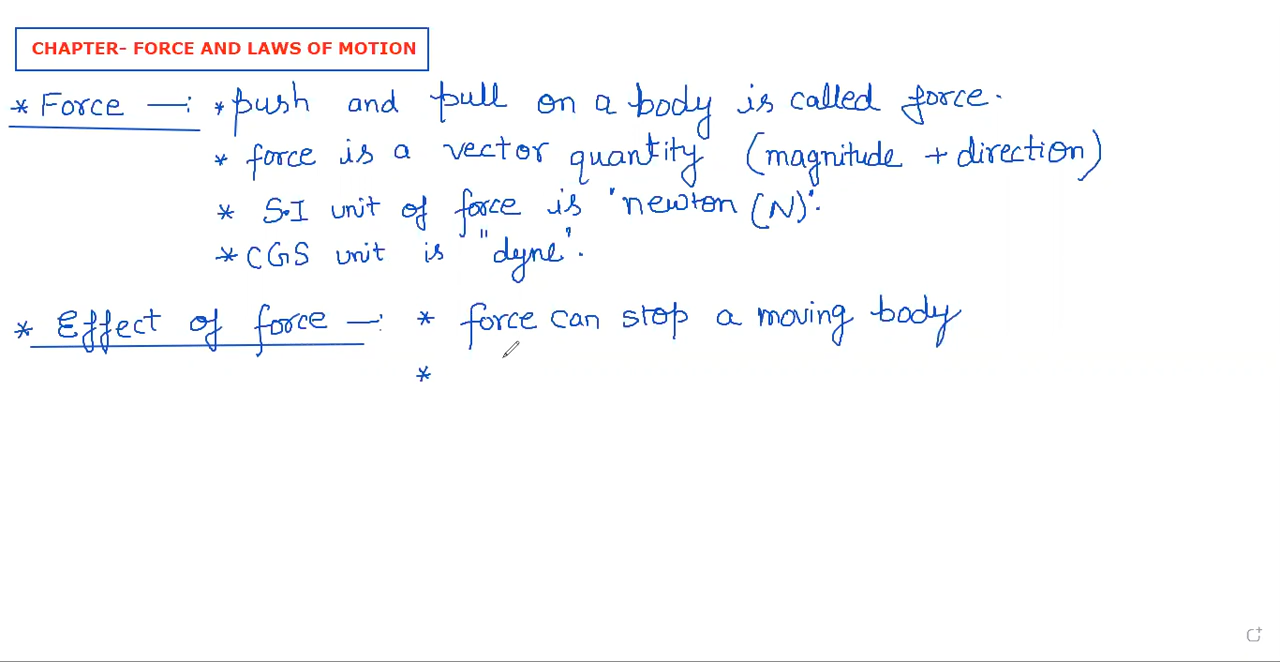 CHAPTER- FORCE AND LAWS OF MOTION
* Force —: * push and pull on a body is called force.
* force is a vector quantity (magnitude + direction)
* S.I unit of force is "newton (N)".
* CGS unit is "dyne".
* Effect of force —: * force can stop a moving body
*